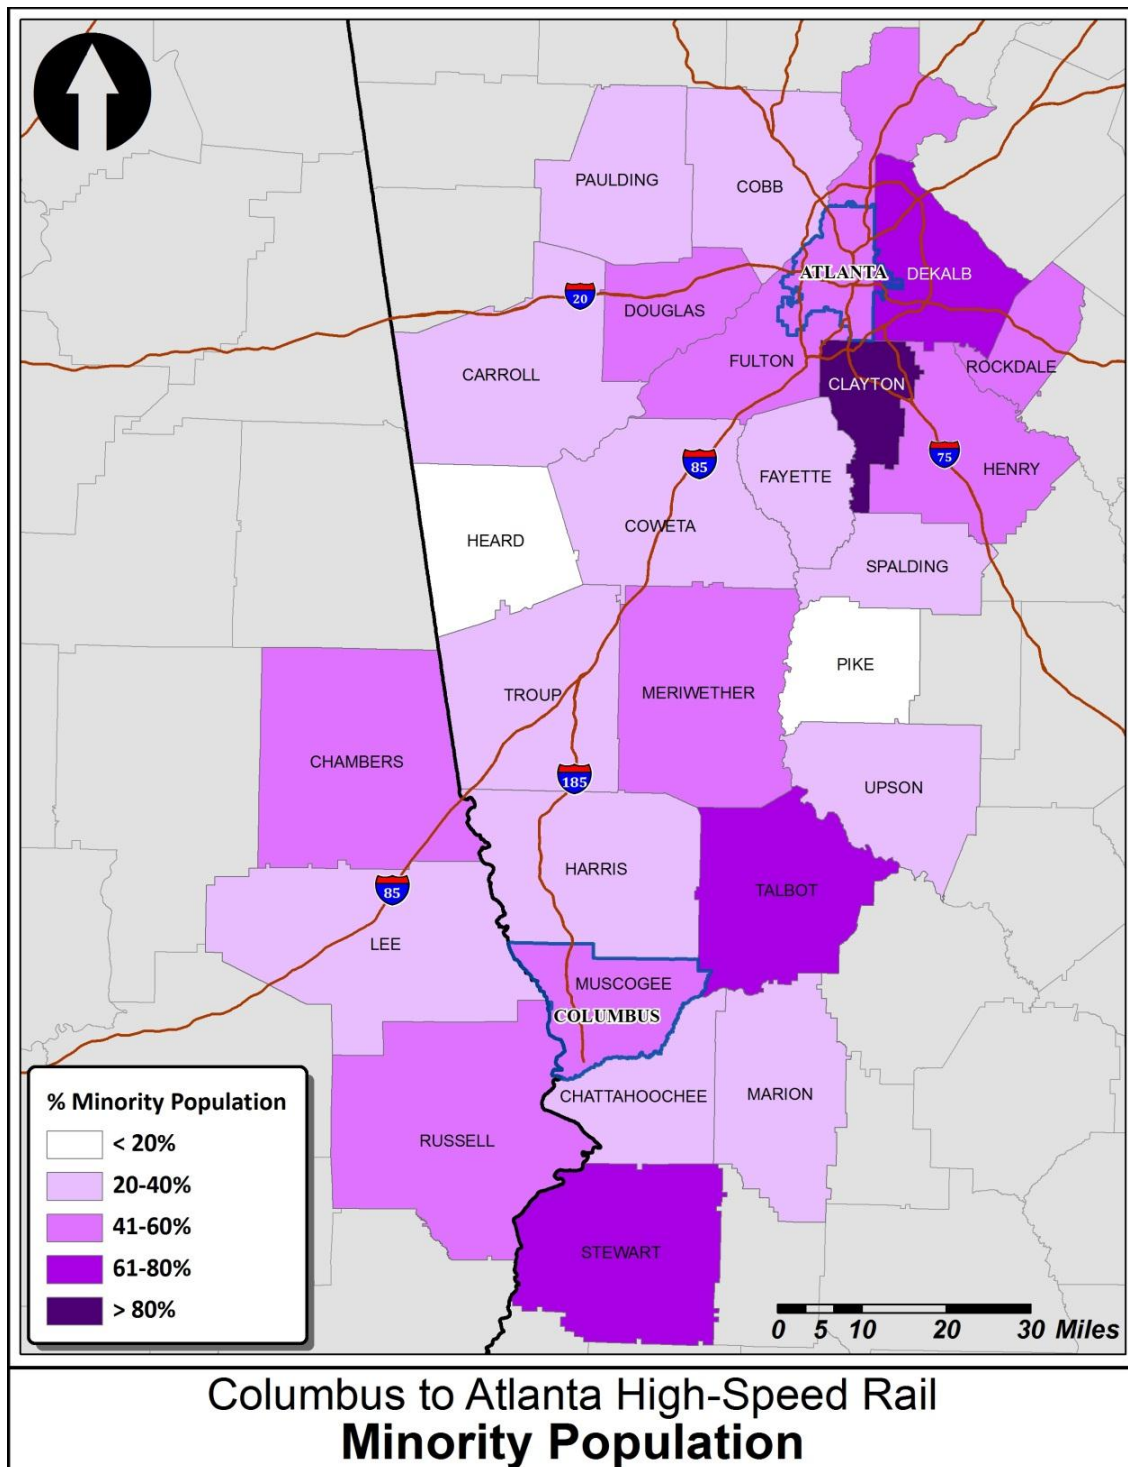 PAULDING
COBB
ATLANTA
DEKALB
20
DOUGLAS
FULTON
ROCKDALE
CARROLL
CLAYTON
85
75
FAYETTE
HENRY
COWETA
HEARD
SPALDING
PIKE
TROUP
MERIWETHER
CHAMBERS
185
UPSON
HARRIS
85
TALBOT
LEE
MUSCOGEE
COLUMBUS
CHATTAHOOCHEE
MARION
RUSSELL
STEWART
% Minority Population
< 20%
20-40%
41-60%
61-80%
> 80%
0 5 10 20 30 Miles
Columbus to Atlanta High-Speed Rail
Minority Population